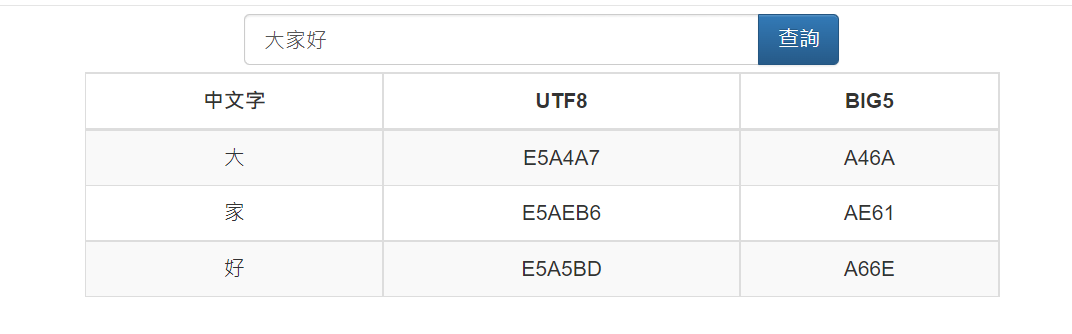 大家好 查詢
中文字 UTF8 BIG5
大 E5A4A7 A46A
家 E5AEB6 AE61
好 E5A5BD A66E